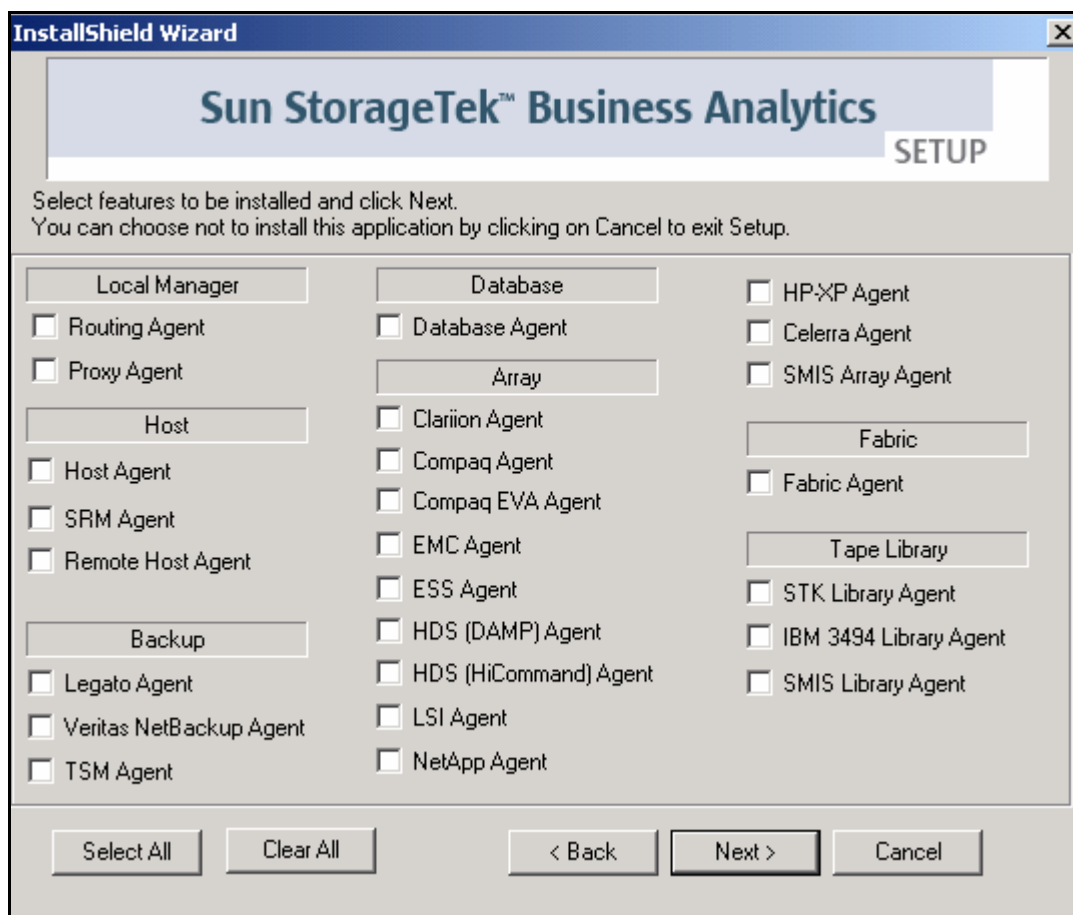 InstallShield Wizard
Sun StorageTek™ Business Analytics
SETUP
Select features to be installed and click Next.
You can choose not to install this application by clicking on Cancel to exit Setup.
Local Manager
Routing Agent
Proxy Agent
Host
Host Agent
SRM Agent
Remote Host Agent
Backup
Legato Agent
Veritas NetBackup Agent
TSM Agent
Database
Database Agent
Array
Clariion Agent
Compaq Agent
Compaq EVA Agent
EMC Agent
ESS Agent
HDS (DAMP) Agent
HDS (HiCommand) Agent
LSI Agent
NetApp Agent
HP-XP Agent
Celerra Agent
SMIS Array Agent
Fabric
Fabric Agent
Tape Library
STK Library Agent
IBM 3494 Library Agent
SMIS Library Agent
Select All
Clear All
< Back
Next >
Cancel